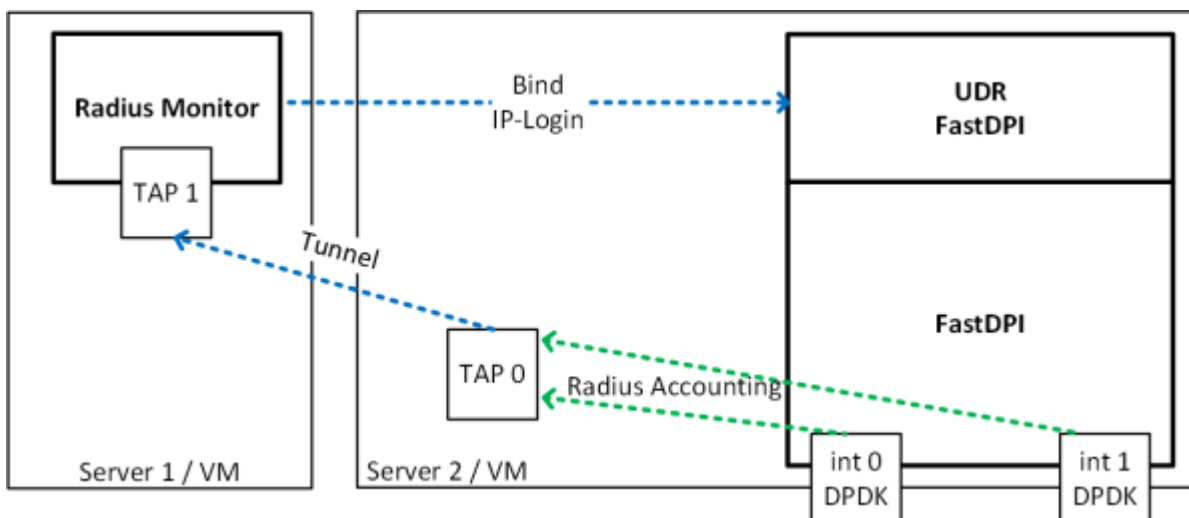 Radius Monitor
TAP 1
Bind
IP-Login
UDR
FastDPI
Tunnel
FastDPI
TAP 0
Radius Accounting
int 0
DPDK
int 1
DPDK
Server 1 / VM
Server 2 / VM